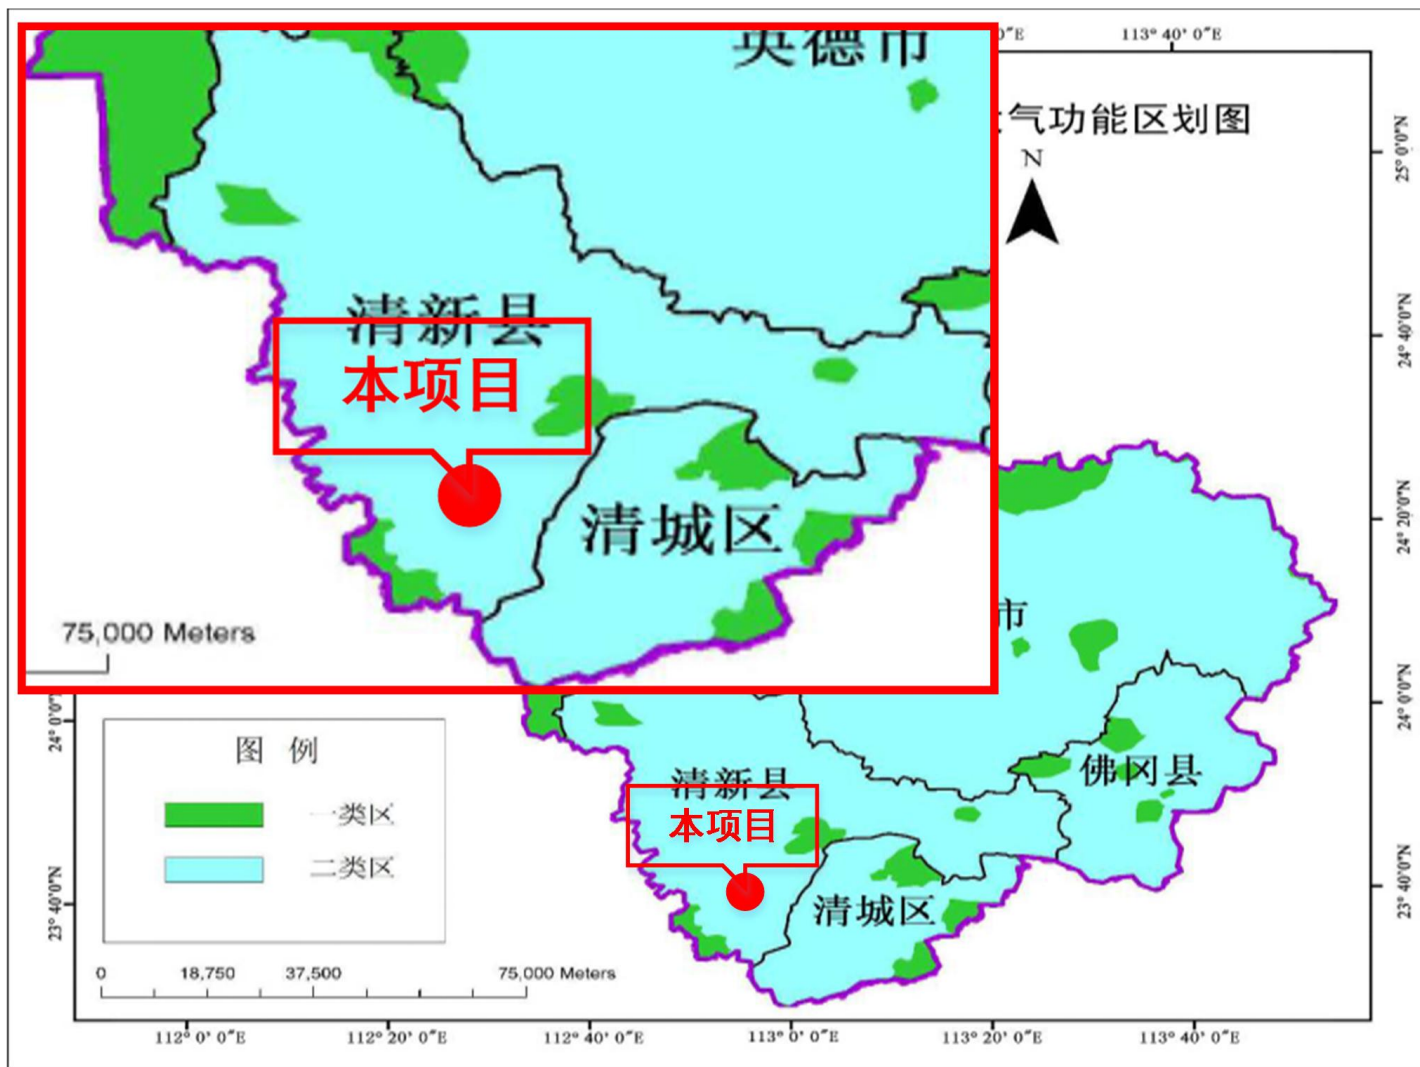 113° 40′ 0″E
英德市
气功能区划图
N
25° 0′0″N
清新县
本项目
24° 40′0″N
清城区
24° 20′0″N
75,000 Meters
市
24° 0′0″N
24° 0′0″N
图 例
一类区
二类区
清新县
本项目
佛冈县
清城区
23° 40′0″N
23° 40′0″N
0 18,750 37,500 75,000 Meters
112° 0′ 0″E 112° 20′ 0″E 112° 40′ 0″E 113° 0′ 0″E 113° 20′ 0″E 113° 40′ 0″E